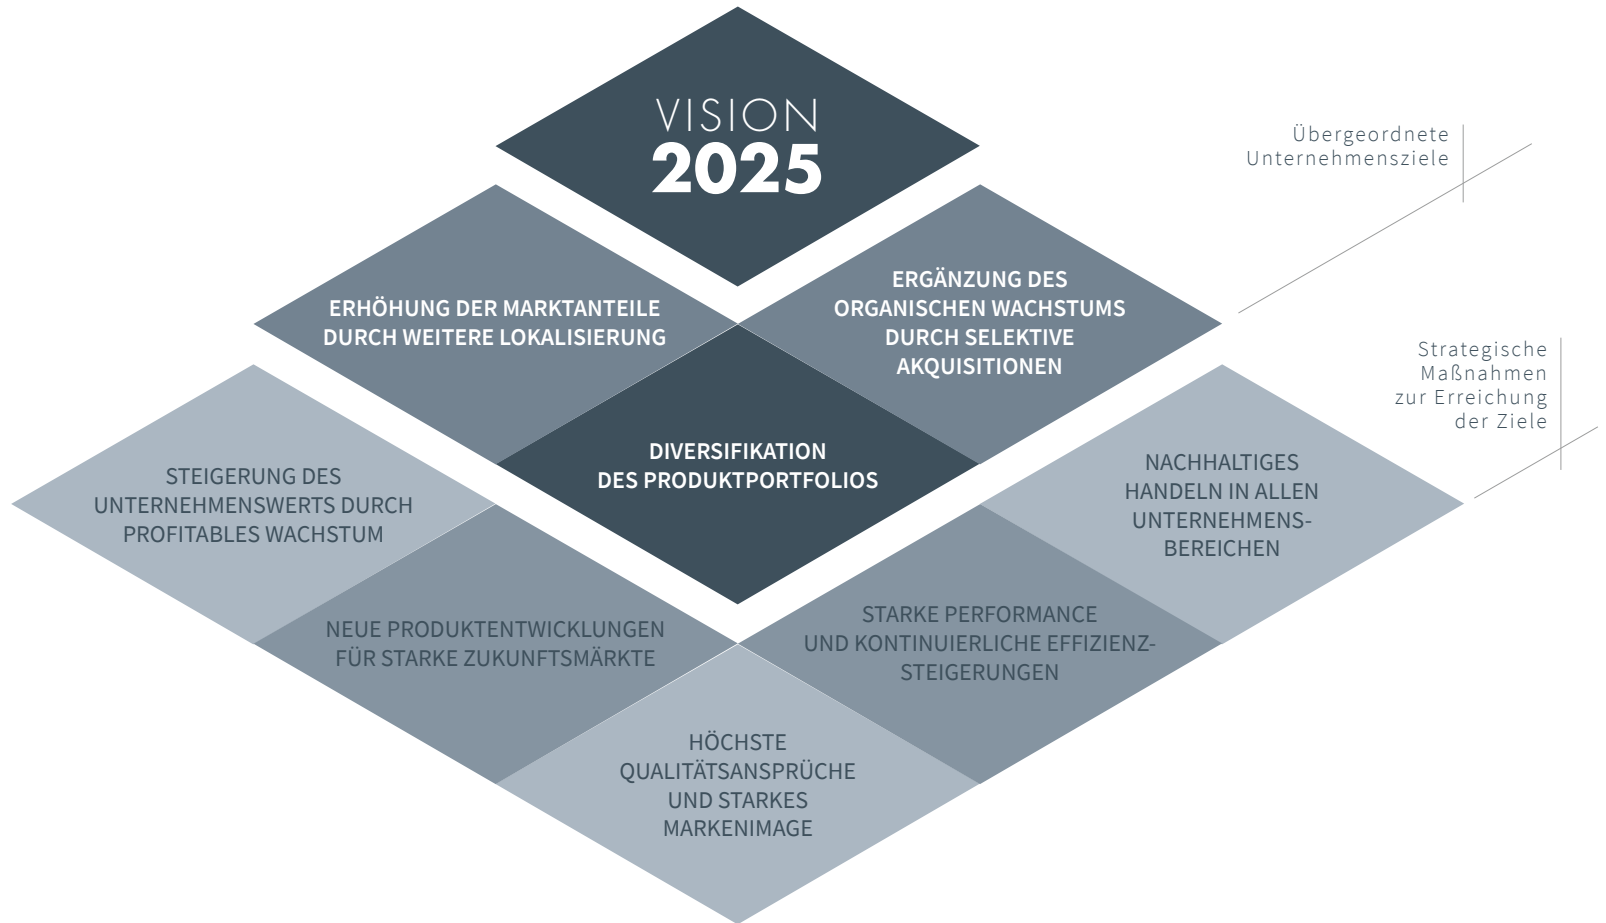 VISION
2025
Übergeordnete
Unternehmensziele
ERHÖHUNG DER MARKTANTEILE
DURCH WEITERE LOKALISIERUNG
ERGÄNZUNG DES
ORGANISCHEN WACHSTUMS
DURCH SELEKTIVE
AKQUISITIONEN
DIVERSIFIKATION
DES PRODUKTPORTFOLIOS
Strategische
Maßnahmen
zur Erreichung
der Ziele
STEIGERUNG DES
UNTERNEHMENSWERTS DURCH
PROFITABLES WACHSTUM
NEUE PRODUKTENTWICKLUNGEN
FÜR STARKE ZUKUNFTSMÄRKTE
HÖCHSTE
QUALITÄTSANSPRÜCHE
UND STARKES
MARKENIMAGE
STARKE PERFORMANCE
UND KONTINUIERLICHE EFFIZIENZ-
STEIGERUNGEN
NACHHALTIGES
HANDELN IN ALLEN
UNTERNEHMENS-
BEREICHEN